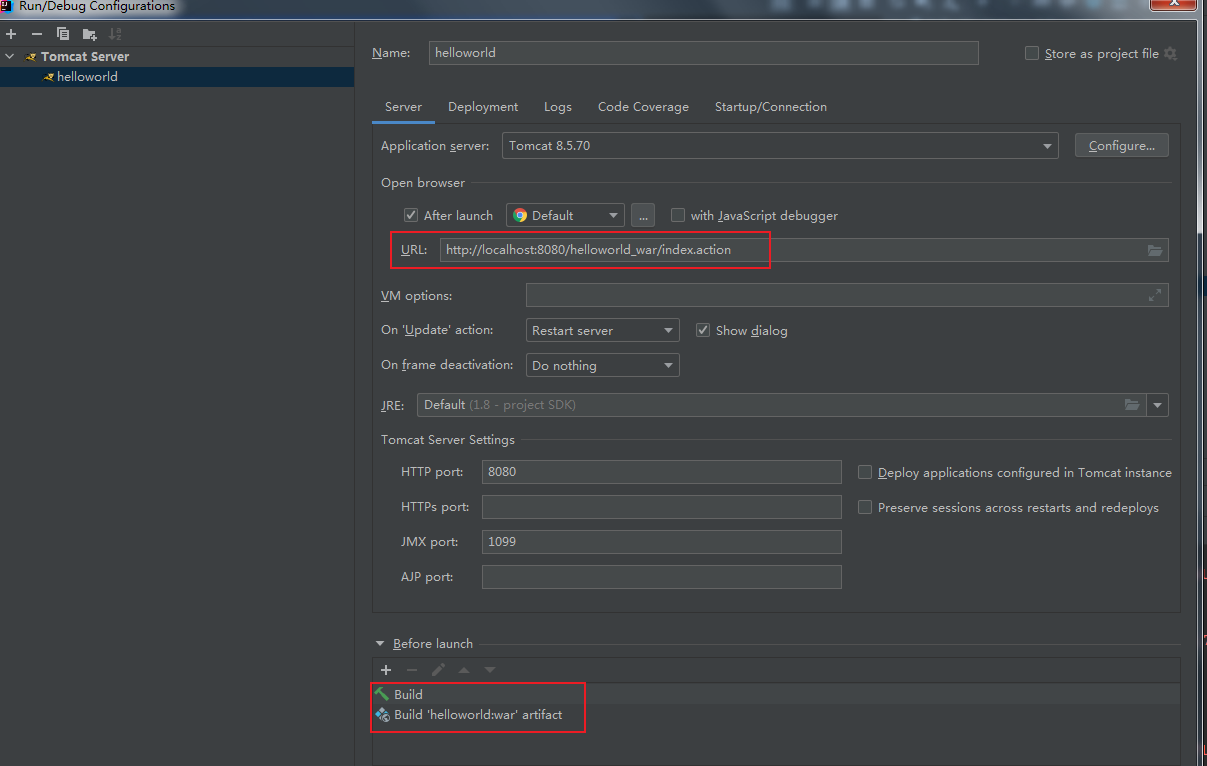 Run/Debug Configurations
Tomcat Server
helloworld
Name: helloworld Store as project file
Server Deployment Logs Code Coverage Startup/Connection
Application server: Tomcat 8.5.70 Configure...
Open browser
After launch Default ... with JavaScript debugger
URL: http://localhost:8080/helloworld_war/index.action
VM options:
On 'Update' action: Restart server Show dialog
On frame deactivation: Do nothing
JRE: Default (1.8 - project SDK)
Tomcat Server Settings
HTTP port: 8080 Deploy applications configured in Tomcat instance
HTTPs port: Preserve sessions across restarts and redeploys
JMX port: 1099
AJP port:
Before launch
Build
Build 'helloworld:war' artifact